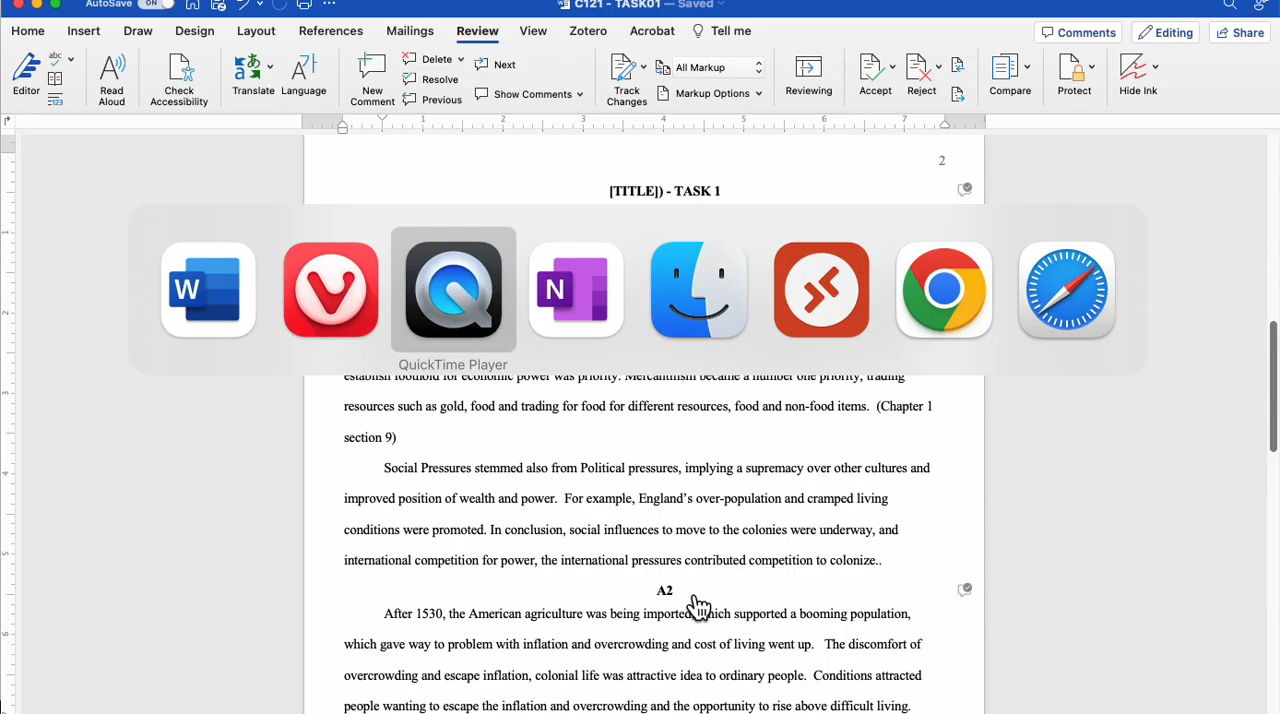 AutoSave ON
C121 - TASK01 — Saved
Home Insert Draw Design Layout References Mailings Review View Zotero Acrobat Tell me
Comments Editing Share
Editor
abc
Read Aloud
Check Accessibility
Translate
Language
New Comment
Delete
Resolve
Previous
Next
Show Comments
Track Changes
All Markup
Markup Options
Reviewing
Accept
Reject
Compare
Protect
Hide Ink
1 2 3 4 5 6 7
2
[TITLE]) - TASK 1
W
N
QuickTime Player
establish foothold for economic power was priority. Mercantilism became a number one priority, trading
resources such as gold, food and trading for food for different resources, food and non-food items. (Chapter 1
section 9)
Social Pressures stemmed also from Political pressures, implying a supremacy over other cultures and
improved position of wealth and power. For example, England's over-population and cramped living
conditions were promoted. In conclusion, social influences to move to the colonies were underway, and
international competition for power, the international pressures contributed competition to colonize..
A2
After 1530, the American agriculture was being imported, which supported a booming population,
which gave way to problem with inflation and overcrowding and cost of living went up. The discomfort of
overcrowding and escape inflation, colonial life was attractive idea to ordinary people. Conditions attracted
people wanting to escape the inflation and overcrowding and the opportunity to rise above difficult living.